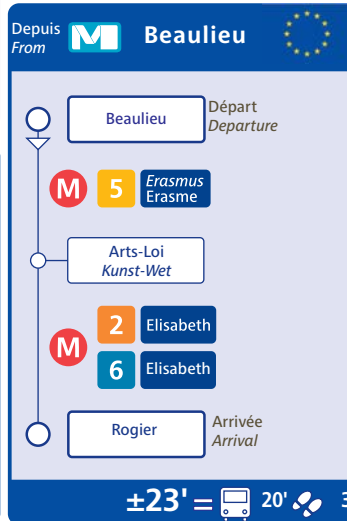 Depuis
From
M
Beaulieu
Beaulieu
Départ
Departure
M
5
Erasmus
Erasme
Arts-Loi
Kunst-Wet
M
2
Elisabeth
6
Elisabeth
Rogier
Arrivée
Arrival
±23' = 20' 3